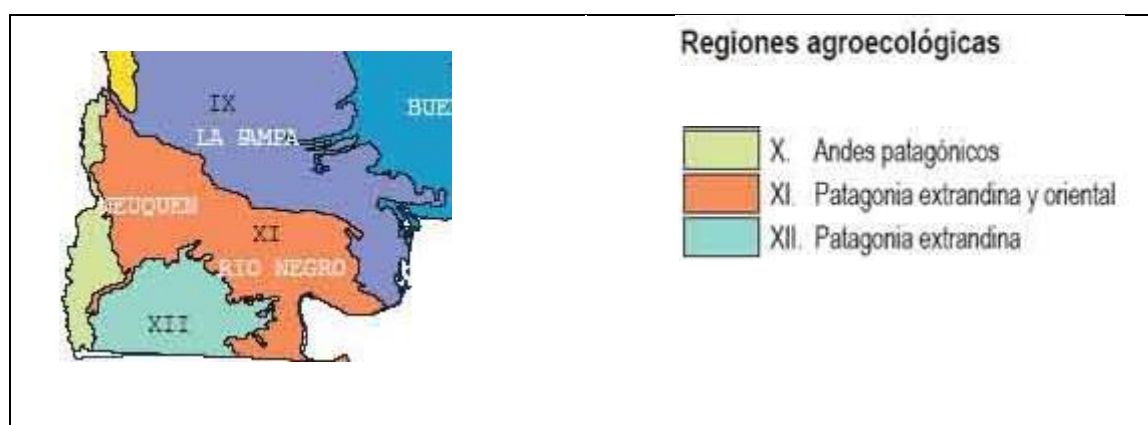 Regiones agroecológicas
IX
LA PAMPA
BUE
NEUQUEN
XI
RIO NEGRO
XII
X. Andes patagónicos
XI. Patagonia extrandina y oriental
XII. Patagonia extrandina